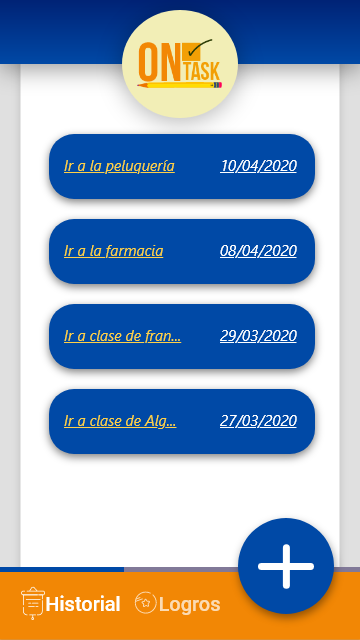 ON
TASK
Ir a la peluquería 10/04/2020
Ir a la farmacia 08/04/2020
Ir a clase de fran... 29/03/2020
Ir a clase de Alg... 27/03/2020
Historial Logros